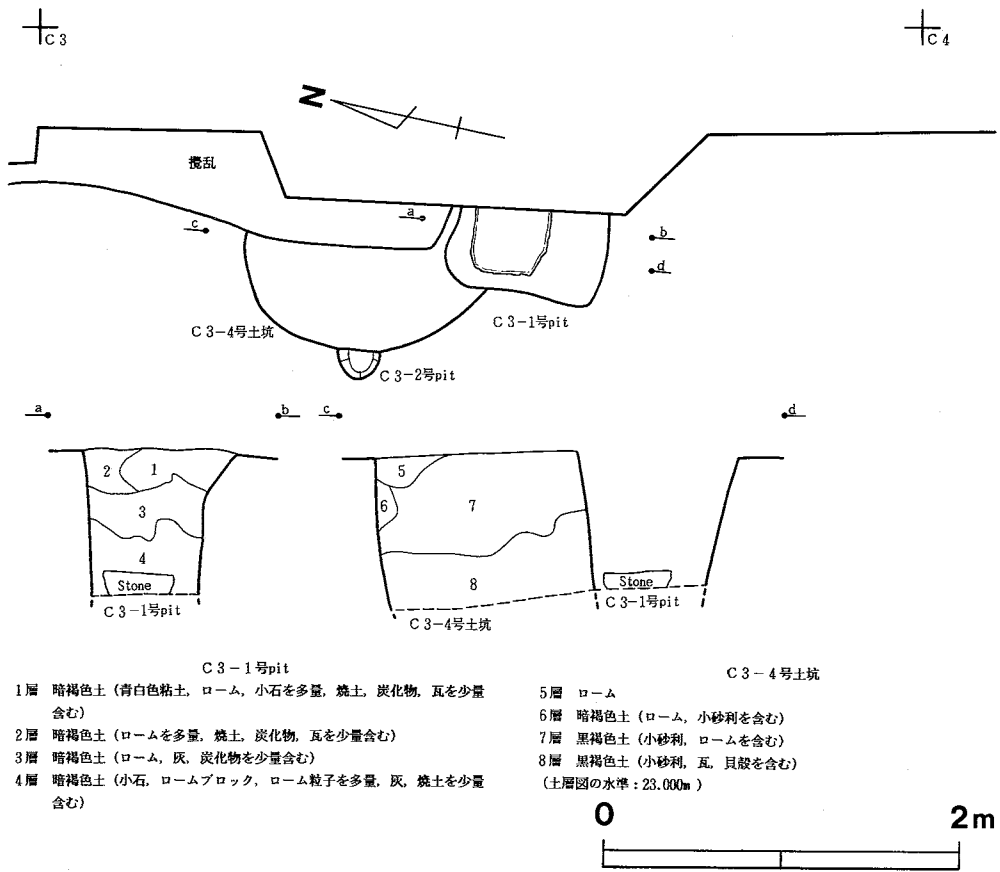 C3
C4
N
攪乱
a
c
b
d
C3-4号土坑
C3-1号pit
C3-2号pit
a
b
c
d
2
1
3
4
Stone
C3-1号pit
5
6
7
8
Stone
C3-1号pit
C3-4号土坑
C3-1号pit
1層 暗褐色土（青白色粘土，ローム，小石を多量，焼土，炭化物，瓦を少量
含む）
2層 暗褐色土（ロームを多量，焼土，炭化物，瓦を少量含む）
3層 暗褐色土（ローム，灰，炭化物を少量含む）
4層 暗褐色土（小石，ロームブロック，ローム粒子を多量，灰，焼土を少量
含む）
C3-4号土坑
5層 ローム
6層 暗褐色土（ローム，小砂利を含む）
7層 黒褐色土（小砂利，ロームを含む）
8層 黒褐色土（小砂利，瓦，貝殻を含む）
（土層図の水準：23.000m）
0
2m